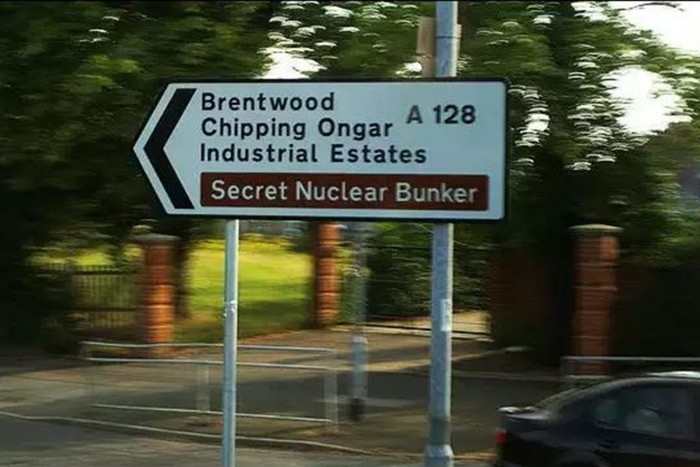 Brentwood
Chipping Ongar A 128
Industrial Estates
Secret Nuclear Bunker